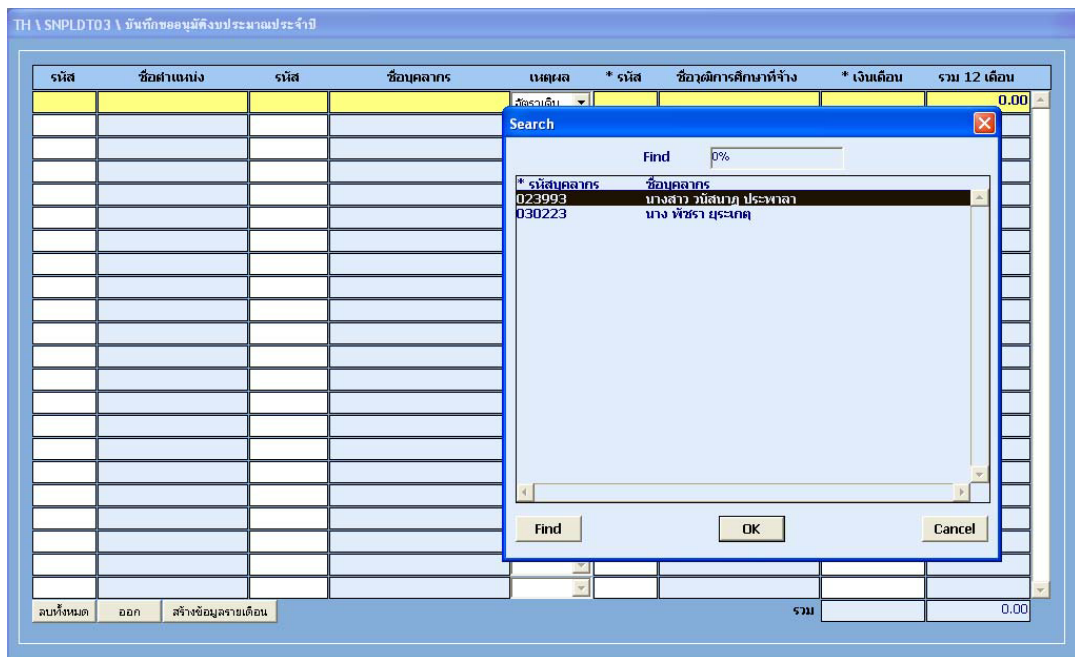 TH \ SNPLDT03 \ บันทึกขออนุมัติงบประมาณประจำปี
รหัส ชื่อตำแหน่ง รหัส ชื่อบุคลากร เหตุผล * รหัส ชื่อวุฒิการศึกษาที่จ้าง * เงินเดือน รวม 12 เดือน
อัตราเดิม 0.00
Search
Find 0%
* รหัสบุคลากร ชื่อบุคลากร
023993 นางสาว วนัสนาฎ ประพาลา
030223 นาง พัชรา ยุระเกตุ
Find OK Cancel
ลบทั้งหมด ออก สร้างข้อมูลรายเดือน รวม 0.00